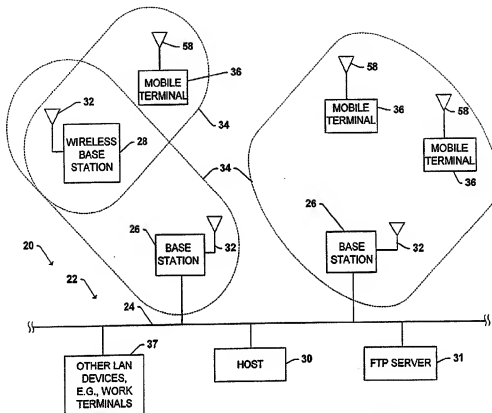 58
MOBILE
TERMINAL
36
34
32
WIRELESS
BASE
STATION
28
34
58
MOBILE
TERMINAL
36
58
MOBILE
TERMINAL
36
26
BASE
STATION
32
26
BASE
STATION
32
20
22
24
37
OTHER LAN
DEVICES,
E.G., WORK
TERMINALS
HOST
30
FTP SERVER
31